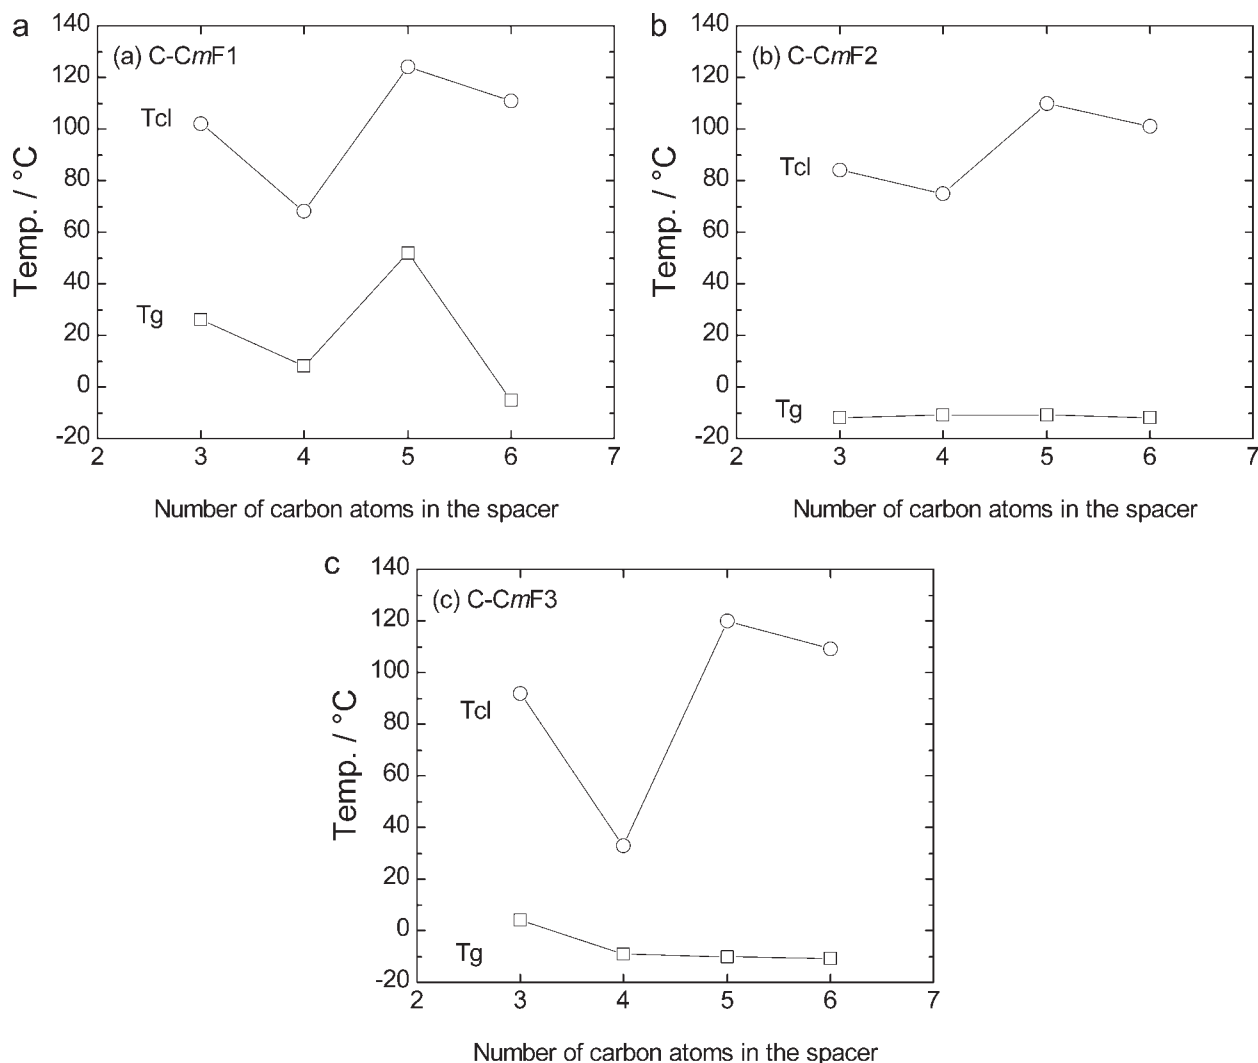 a
(a) C-CmF1
140
120
100
80
60
40
20
0
-20
Temp. / °C
Tcl
Tg
2 3 4 5 6 7
Number of carbon atoms in the spacer
b
(b) C-CmF2
140
120
100
80
60
40
20
0
-20
Temp. / °C
Tcl
Tg
2 3 4 5 6 7
Number of carbon atoms in the spacer
c
(c) C-CmF3
140
120
100
80
60
40
20
0
-20
Temp. / °C
Tcl
Tg
2 3 4 5 6 7
Number of carbon atoms in the spacer